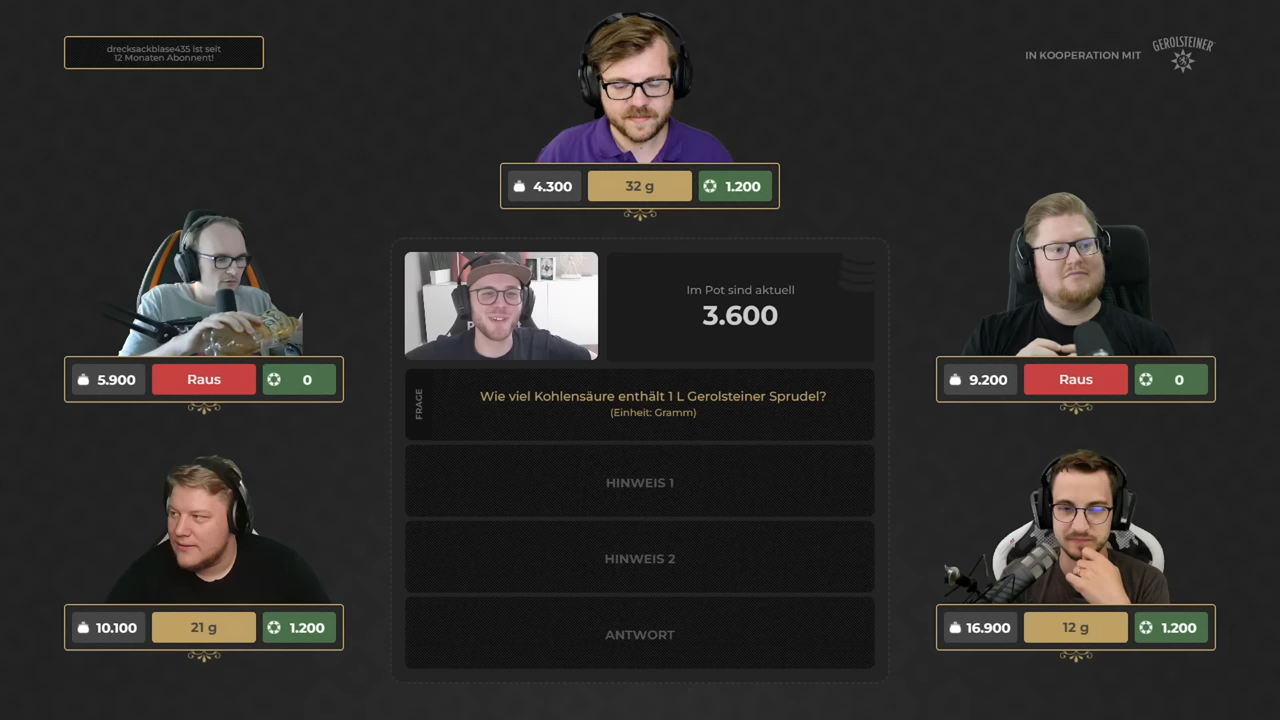 drecksackblase435 ist seit
12 Monaten Abonnent!
IN KOOPERATION MIT
GEROLSTEINER
4.300
32 g
1.200
5.900
Raus
0
Im Pot sind aktuell
3.600
9.200
Raus
0
FRAGE
Wie viel Kohlensäure enthält 1 L Gerolsteiner Sprudel?
(Einheit: Gramm)
HINWEIS 1
HINWEIS 2
ANTWORT
10.100
21 g
1.200
16.900
12 g
1.200